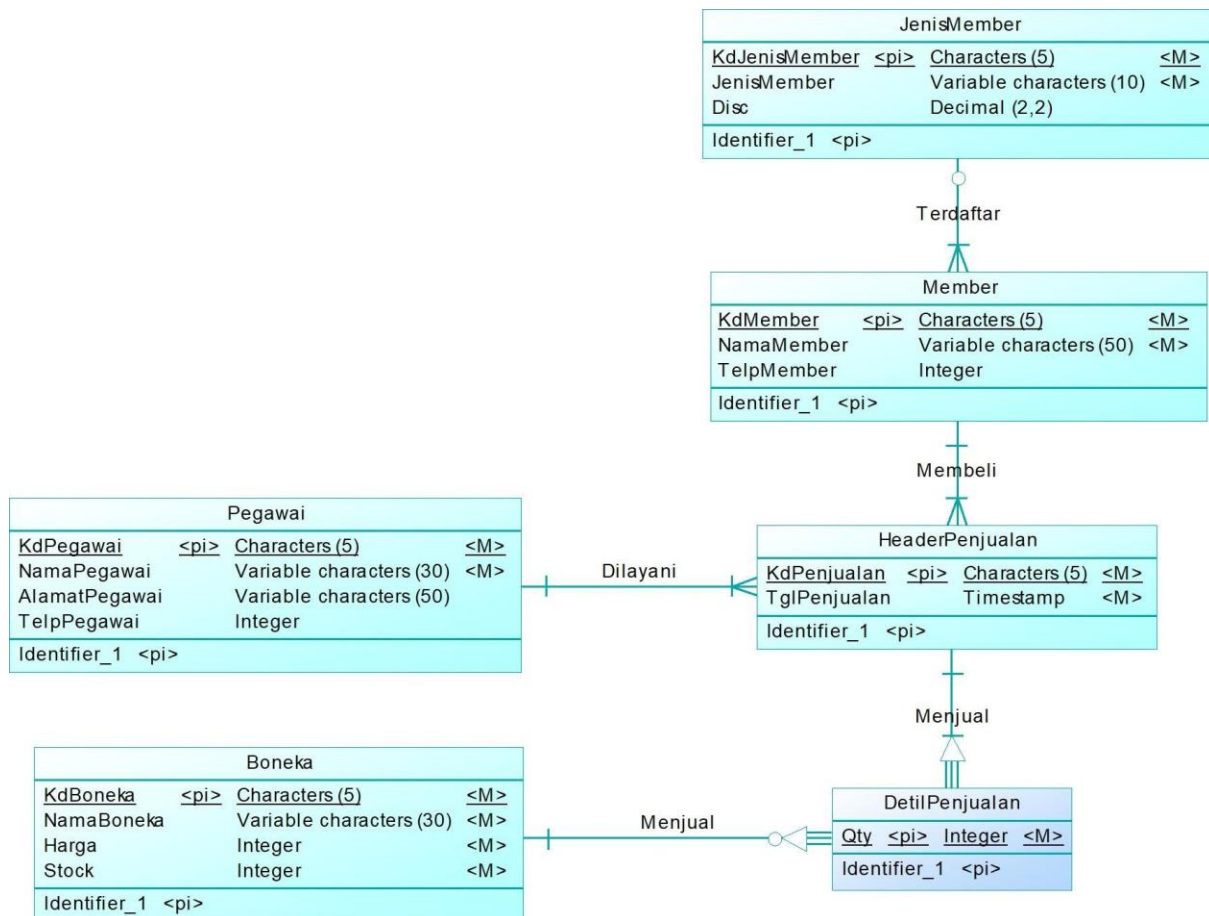 JenisMember
KdJenisMember <pi> Characters (5) <M>
JenisMember Variable characters (10) <M>
Disc Decimal (2,2)
Identifier_1 <pi>
Terdaftar
Member
KdMember <pi> Characters (5) <M>
NamaMember Variable characters (50) <M>
TelpMember Integer
Identifier_1 <pi>
Membeli
Pegawai
KdPegawai <pi> Characters (5) <M>
NamaPegawai Variable characters (30) <M>
AlamatPegawai Variable characters (50)
TelpPegawai Integer
Identifier_1 <pi>
Dilayani
HeaderPenjualan
KdPenjualan <pi> Characters (5) <M>
TglPenjualan Timestamp <M>
Identifier_1 <pi>
Menjual
Boneka
KdBoneka <pi> Characters (5) <M>
NamaBoneka Variable characters (30) <M>
Harga Integer <M>
Stock Integer <M>
Identifier_1 <pi>
Menjual
DetilPenjualan
Qty <pi> Integer <M>
Identifier_1 <pi>